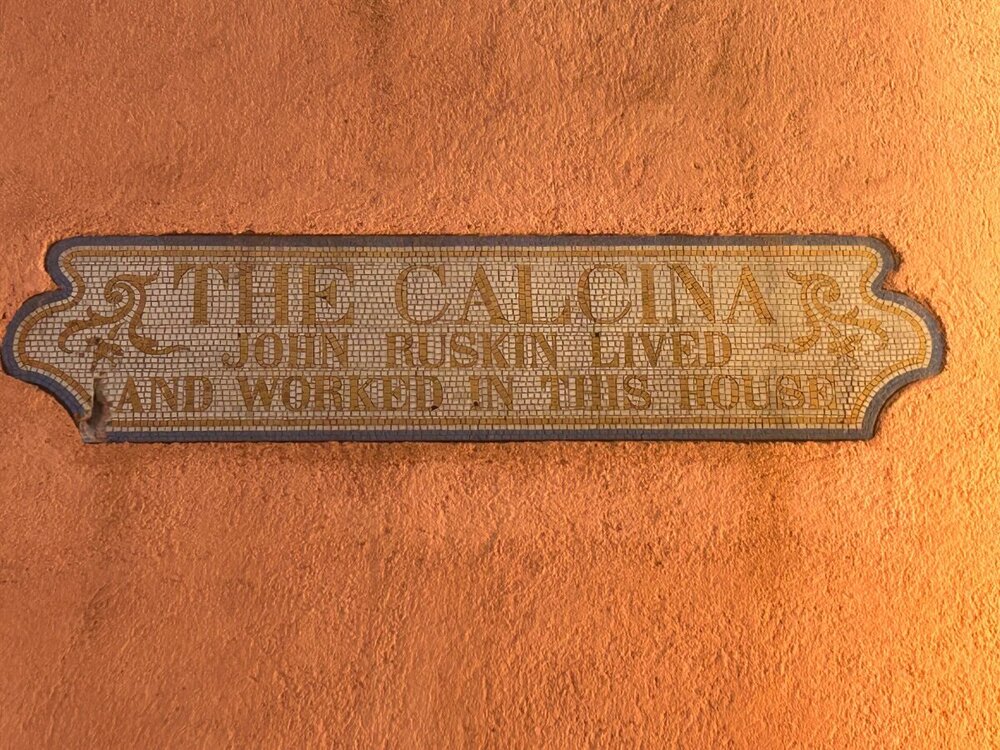 THE CALCINA
JOHN RUSKIN LIVED
AND WORKED IN THIS HOUSE